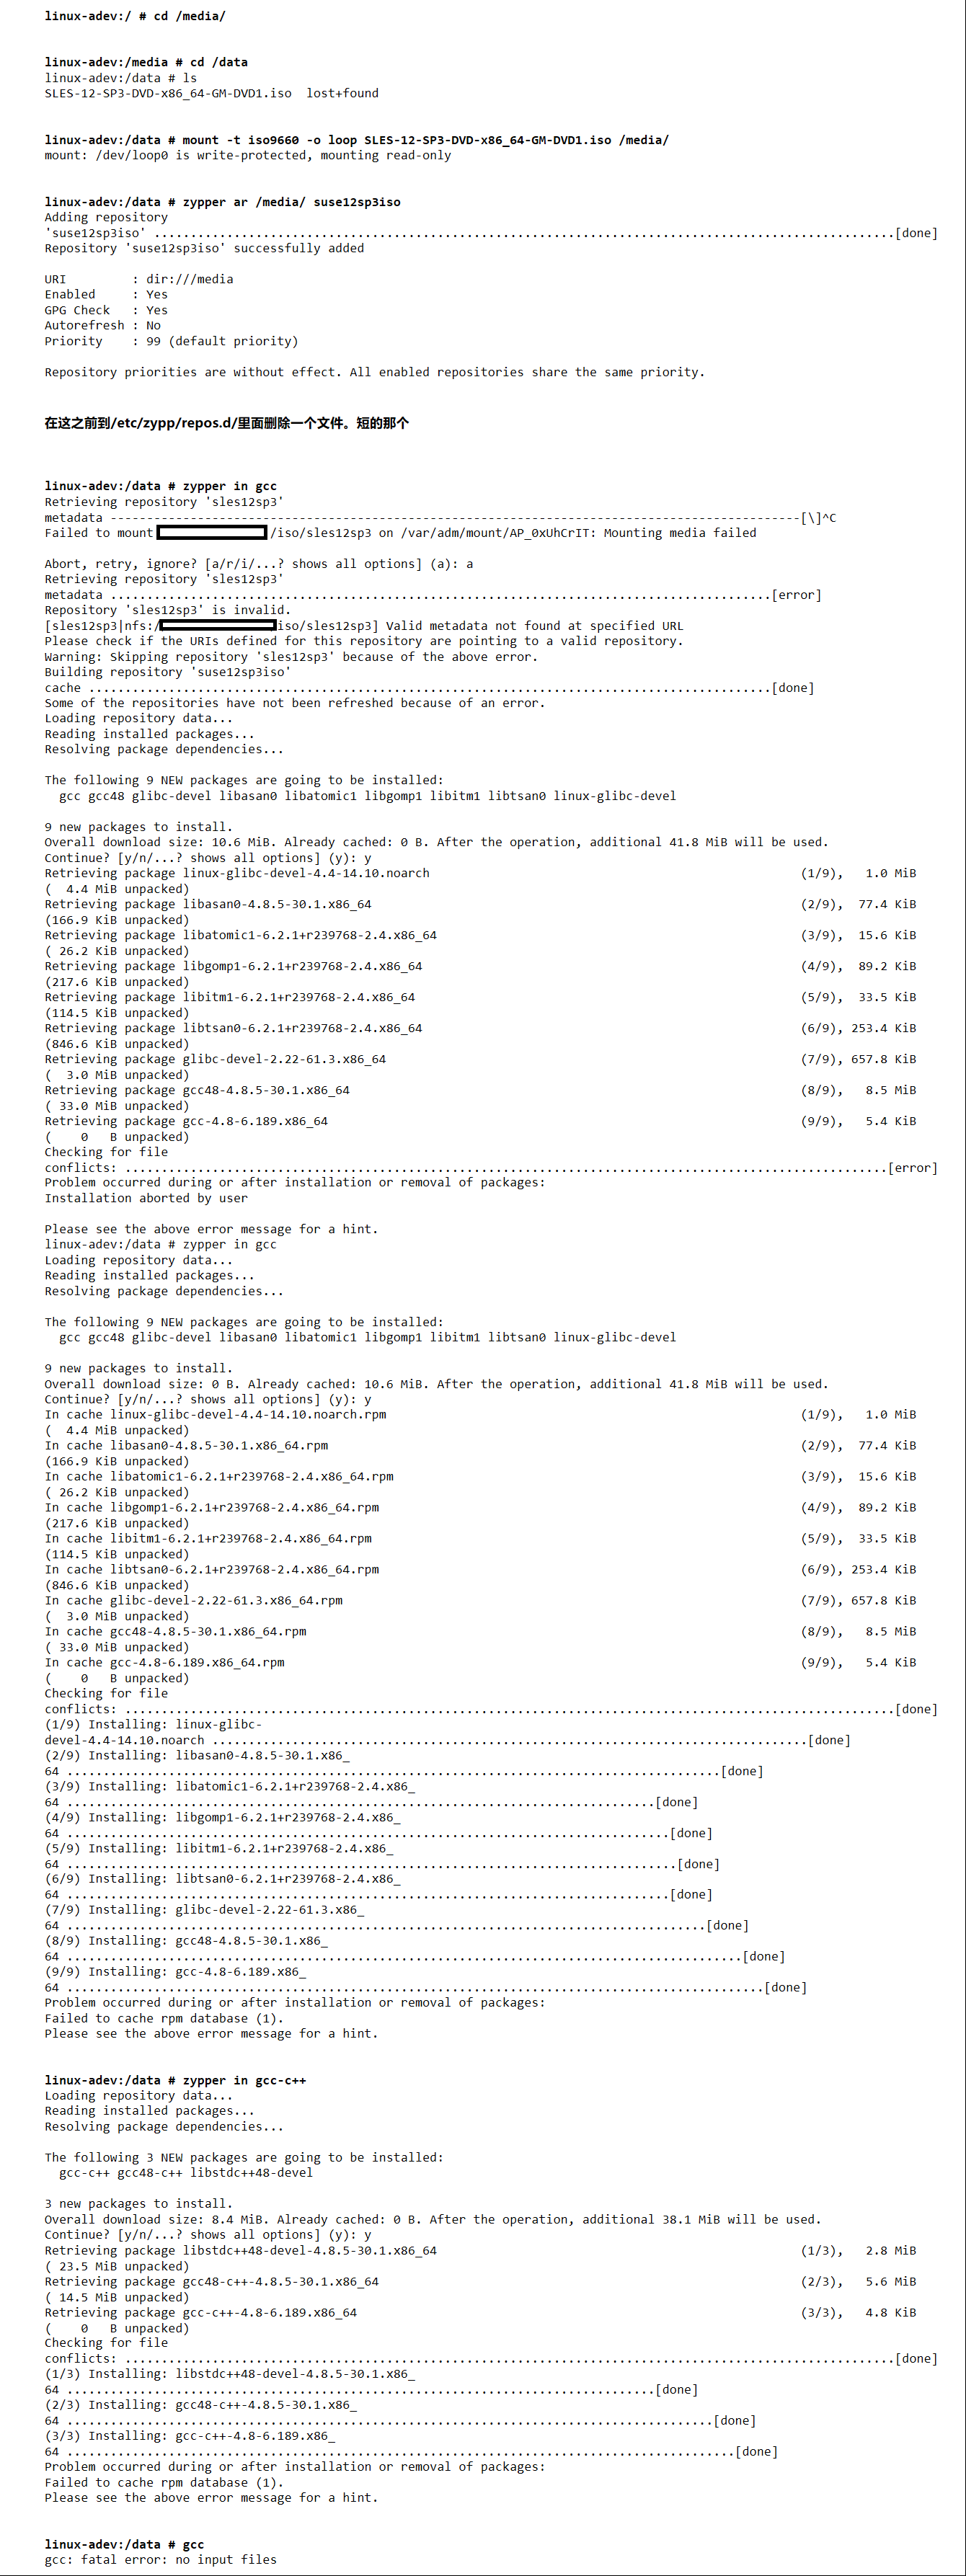 linux-adev:/ # cd /media/
linux-adev:/media # cd /data
linux-adev:/data # ls
SLES-12-SP3-DVD-x86_64-GM-DVD1.iso  lost+found
linux-adev:/data # mount -t iso9660 -o loop SLES-12-SP3-DVD-x86_64-GM-DVD1.iso /media/
mount: /dev/loop0 is write-protected, mounting read-only
linux-adev:/data # zypper ar /media/ suse12sp3iso
Adding repository
'suse12sp3iso' ......................................................................................................[done]
Repository 'suse12sp3iso' successfully added
URI         : dir:///media
Enabled     : Yes
GPG Check   : Yes
Autorefresh : No
Priority    : 99 (default priority)
Repository priorities are without effect. All enabled repositories share the same priority.
在这之前到/etc/zypp/repos.d/里面删除一个文件。短的那个
linux-adev:/data # zypper in gcc
Retrieving repository 'sles12sp3'
metadata -----------------------------------------------------------------------------------------------[\]^C
Failed to mount /iso/sles12sp3 on /var/adm/mount/AP_0xUhCrIT: Mounting media failed
Abort, retry, ignore? [a/r/i/...? shows all options] (a): a
Retrieving repository 'sles12sp3'
metadata ...........................................................................................[error]
Repository 'sles12sp3' is invalid.
[sles12sp3|nfs:/iso/sles12sp3] Valid metadata not found at specified URL
Please check if the URIs defined for this repository are pointing to a valid repository.
Warning: Skipping repository 'sles12sp3' because of the above error.
Building repository 'suse12sp3iso'
cache ..............................................................................................[done]
Some of the repositories have not been refreshed because of an error.
Loading repository data...
Reading installed packages...
Resolving package dependencies...
The following 9 NEW packages are going to be installed:
  gcc gcc48 glibc-devel libasan0 libatomic1 libgomp1 libitm1 libtsan0 linux-glibc-devel
9 new packages to install.
Overall download size: 10.6 MiB. Already cached: 0 B. After the operation, additional 41.8 MiB will be used.
Continue? [y/n/...? shows all options] (y): y
Retrieving package linux-glibc-devel-4.4-14.10.noarch (1/9),   1.0 MiB
(  4.4 MiB unpacked)
Retrieving package libasan0-4.8.5-30.1.x86_64 (2/9),  77.4 KiB
(166.9 KiB unpacked)
Retrieving package libatomic1-6.2.1+r239768-2.4.x86_64 (3/9),  15.6 KiB
( 26.2 KiB unpacked)
Retrieving package libgomp1-6.2.1+r239768-2.4.x86_64 (4/9),  89.2 KiB
(217.6 KiB unpacked)
Retrieving package libitm1-6.2.1+r239768-2.4.x86_64 (5/9),  33.5 KiB
(114.5 KiB unpacked)
Retrieving package libtsan0-6.2.1+r239768-2.4.x86_64 (6/9), 253.4 KiB
(846.6 KiB unpacked)
Retrieving package glibc-devel-2.22-61.3.x86_64 (7/9), 657.8 KiB
(  3.0 MiB unpacked)
Retrieving package gcc48-4.8.5-30.1.x86_64 (8/9),   8.5 MiB
( 33.0 MiB unpacked)
Retrieving package gcc-4.8-6.189.x86_64 (9/9),   5.4 KiB
(    0   B unpacked)
Checking for file
conflicts: .........................................................................................................[error]
Problem occurred during or after installation or removal of packages:
Installation aborted by user
Please see the above error message for a hint.
linux-adev:/data # zypper in gcc
Loading repository data...
Reading installed packages...
Resolving package dependencies...
The following 9 NEW packages are going to be installed:
  gcc gcc48 glibc-devel libasan0 libatomic1 libgomp1 libitm1 libtsan0 linux-glibc-devel
9 new packages to install.
Overall download size: 0 B. Already cached: 10.6 MiB. After the operation, additional 41.8 MiB will be used.
Continue? [y/n/...? shows all options] (y): y
In cache linux-glibc-devel-4.4-14.10.noarch.rpm (1/9),   1.0 MiB
(  4.4 MiB unpacked)
In cache libasan0-4.8.5-30.1.x86_64.rpm (2/9),  77.4 KiB
(166.9 KiB unpacked)
In cache libatomic1-6.2.1+r239768-2.4.x86_64.rpm (3/9),  15.6 KiB
( 26.2 KiB unpacked)
In cache libgomp1-6.2.1+r239768-2.4.x86_64.rpm (4/9),  89.2 KiB
(217.6 KiB unpacked)
In cache libitm1-6.2.1+r239768-2.4.x86_64.rpm (5/9),  33.5 KiB
(114.5 KiB unpacked)
In cache libtsan0-6.2.1+r239768-2.4.x86_64.rpm (6/9), 253.4 KiB
(846.6 KiB unpacked)
In cache glibc-devel-2.22-61.3.x86_64.rpm (7/9), 657.8 KiB
(  3.0 MiB unpacked)
In cache gcc48-4.8.5-30.1.x86_64.rpm (8/9),   8.5 MiB
( 33.0 MiB unpacked)
In cache gcc-4.8-6.189.x86_64.rpm (9/9),   5.4 KiB
(    0   B unpacked)
Checking for file
conflicts: ..........................................................................................................[done]
(1/9) Installing: linux-glibc-
devel-4.4-14.10.noarch ..................................................................................[done]
(2/9) Installing: libasan0-4.8.5-30.1.x86_
64 ..........................................................................................[done]
(3/9) Installing: libatomic1-6.2.1+r239768-2.4.x86_
64 .................................................................................[done]
(4/9) Installing: libgomp1-6.2.1+r239768-2.4.x86_
64 ...................................................................................[done]
(5/9) Installing: libitm1-6.2.1+r239768-2.4.x86_
64 ....................................................................................[done]
(6/9) Installing: libtsan0-6.2.1+r239768-2.4.x86_
64 ...................................................................................[done]
(7/9) Installing: glibc-devel-2.22-61.3.x86_
64 ........................................................................................[done]
(8/9) Installing: gcc48-4.8.5-30.1.x86_
64 .............................................................................................[done]
(9/9) Installing: gcc-4.8-6.189.x86_
64 ................................................................................................[done]
Problem occurred during or after installation or removal of packages:
Failed to cache rpm database (1).
Please see the above error message for a hint.
linux-adev:/data # zypper in gcc-c++
Loading repository data...
Reading installed packages...
Resolving package dependencies...
The following 3 NEW packages are going to be installed:
  gcc-c++ gcc48-c++ libstdc++48-devel
3 new packages to install.
Overall download size: 8.4 MiB. Already cached: 0 B. After the operation, additional 38.1 MiB will be used.
Continue? [y/n/...? shows all options] (y): y
Retrieving package libstdc++48-devel-4.8.5-30.1.x86_64 (1/3),   2.8 MiB
( 23.5 MiB unpacked)
Retrieving package gcc48-c++-4.8.5-30.1.x86_64 (2/3),   5.6 MiB
( 14.5 MiB unpacked)
Retrieving package gcc-c++-4.8-6.189.x86_64 (3/3),   4.8 KiB
(    0   B unpacked)
Checking for file
conflicts: ..........................................................................................................[done]
(1/3) Installing: libstdc++48-devel-4.8.5-30.1.x86_
64 .................................................................................[done]
(2/3) Installing: gcc48-c++-4.8.5-30.1.x86_
64 .........................................................................................[done]
(3/3) Installing: gcc-c++-4.8-6.189.x86_
64 ............................................................................................[done]
Problem occurred during or after installation or removal of packages:
Failed to cache rpm database (1).
Please see the above error message for a hint.
linux-adev:/data # gcc
gcc: fatal error: no input files